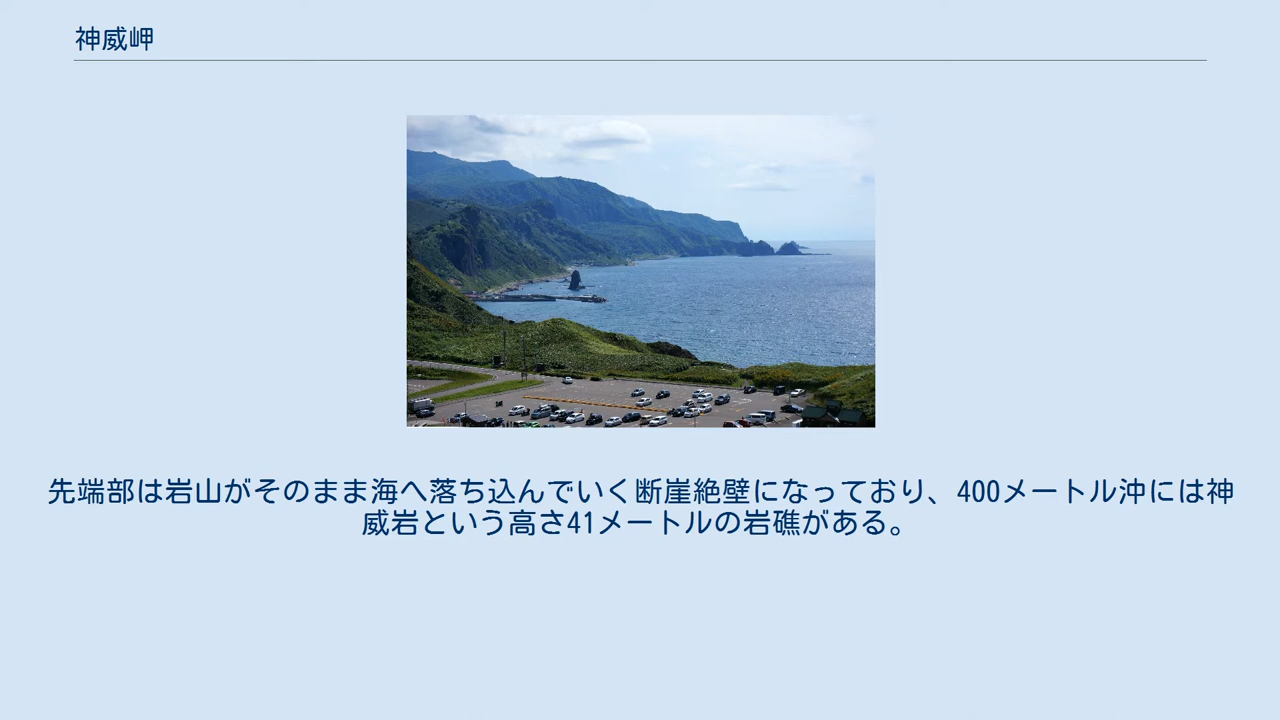 神威岬
先端部は岩山がそのまま海へ落ち込んでいく断崖絶壁になっており、400メートル沖には神
威岩という高さ41メートルの岩礁がある。